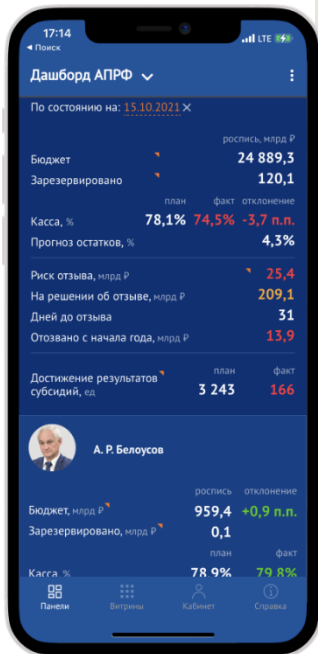 17:14
LTE
◂ Поиск
Дашборд АПРФ
По состоянию на: 15.10.2021 ×
роспись, млрд ₽
Бюджет 24 889,3
Зарезервировано 120,1
план факт отклонение
Касса, % 78,1% 74,5% -3,7 п.п.
Прогноз остатков, % 4,3%
Риск отзыва, млрд ₽ 25,4
На решении об отзыве, млрд ₽ 209,1
Дней до отзыва 31
Отозвано с начала года, млрд ₽ 13,9
план факт
Достижение результатов
субсидий, ед 3 243 166
А. Р. Белоусов
роспись отклонение
Бюджет, млрд ₽ 959,4 +0,9 п.п.
Зарезервировано, млрд ₽ 0,1
план факт
Касса % 78,9% 79,8%
Панели Витрины Кабинет Справка